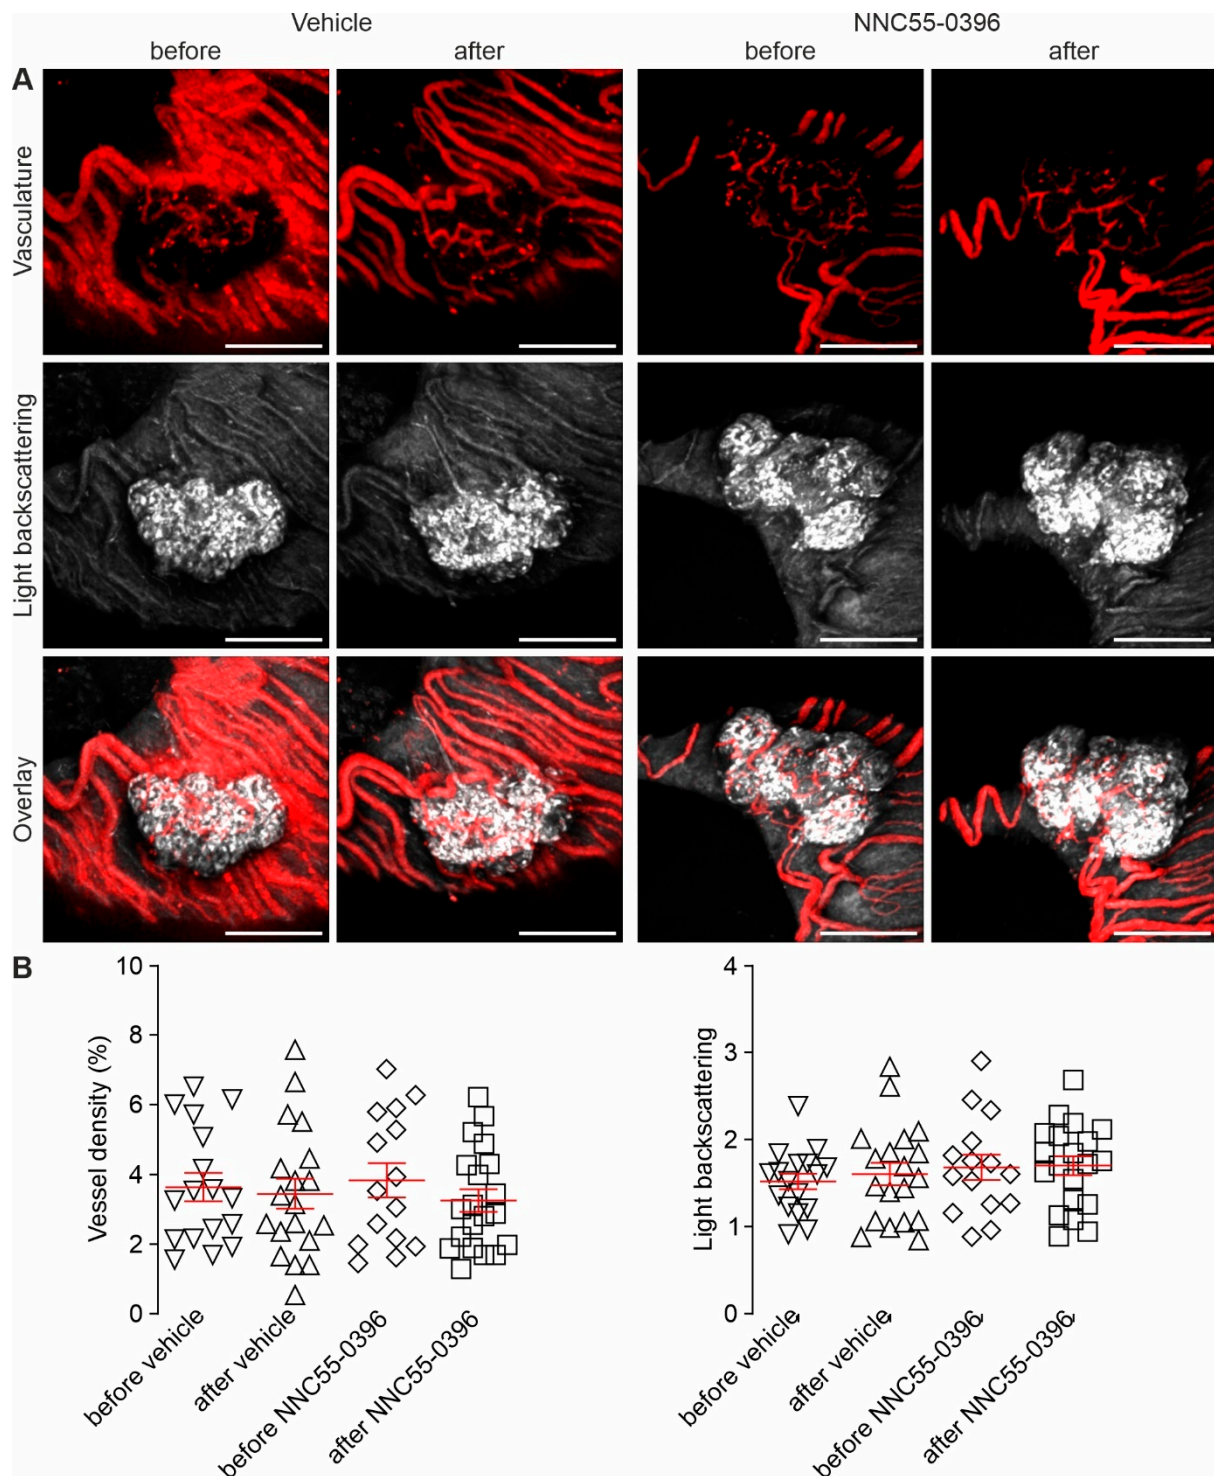 Vehicle
NNC55-0396
before
after
before
after
A
Vasculature
Light backscattering
Overlay
B
10
8
6
4
2
0
Vessel density (%)
before vehicle
after vehicle
before NNC55-0396
after NNC55-0396
4
3
2
1
0
Light backscattering
before vehicle
after vehicle
before NNC55-0396
after NNC55-0396